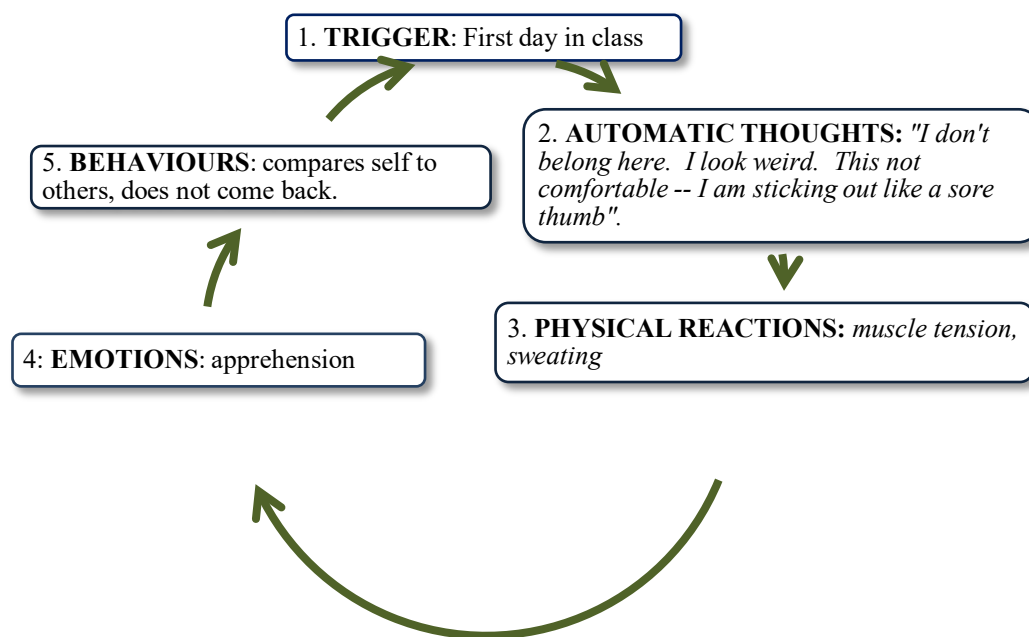 1. TRIGGER: First day in class
2. AUTOMATIC THOUGHTS: "I don't
belong here.  I look weird.  This not
comfortable -- I am sticking out like a sore
thumb".
3. PHYSICAL REACTIONS: muscle tension,
sweating
4: EMOTIONS: apprehension
5. BEHAVIOURS: compares self to
others, does not come back.